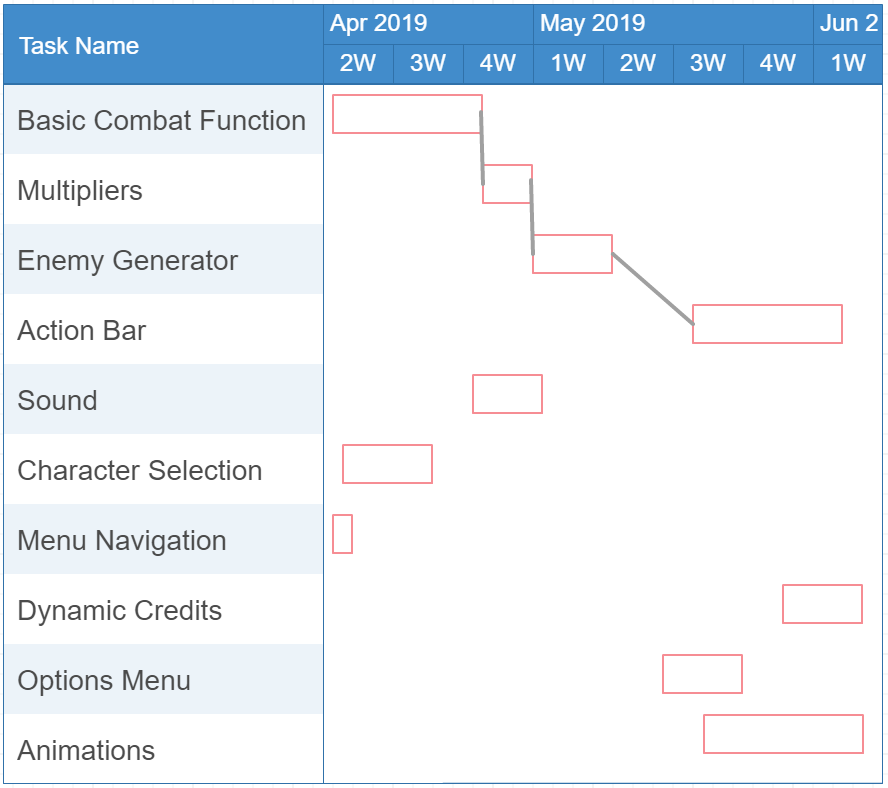 Task Name
Apr 2019 May 2019 Jun 2
2W 3W 4W 1W 2W 3W 4W 1W
Basic Combat Function
Multipliers
Enemy Generator
Action Bar
Sound
Character Selection
Menu Navigation
Dynamic Credits
Options Menu
Animations